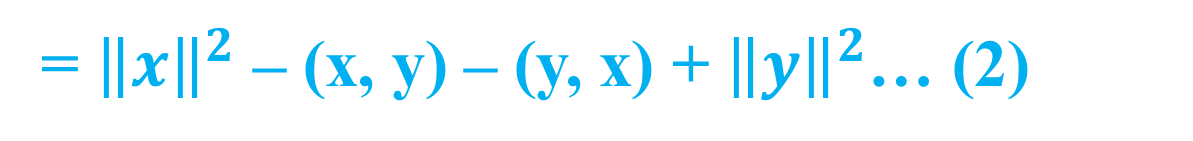 = ‖x‖² – (x, y) – (y, x) + ‖y‖²… (2)